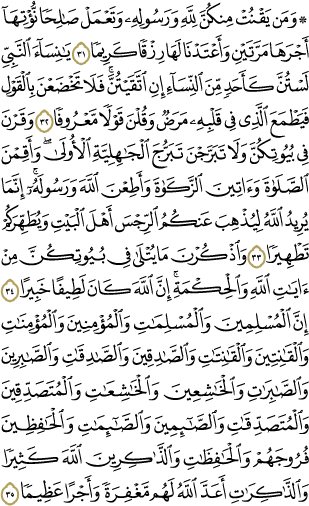 ۞ وَمَن يَقْنُتْ مِنكُنَّ لِلَّهِ وَرَسُولِهِۦ وَتَعْمَلْ صَٰلِحًا نُّؤْتِهَآ
أَجْرَهَا مَرَّتَيْنِ وَأَعْتَدْنَا لَهَا رِزْقًا كَرِيمًا ٣١ يَٰنِسَآءَ ٱلنَّبِيِّ
لَسْتُنَّ كَأَحَدٍ مِّنَ ٱلنِّسَآءِ إِنِ ٱتَّقَيْتُنَّ فَلَا تَخْضَعْنَ بِٱلْقَوْلِ
فَيَطْمَعَ ٱلَّذِى فِى قَلْبِهِۦ مَرَضٌ وَقُلْنَ قَوْلًا مَّعْرُوفًا ٣٢ وَقَرْنَ
فِى بُيُوتِكُنَّ وَلَا تَبَرَّجْنَ تَبَرُّجَ ٱلْجَٰهِلِيَّةِ ٱلْأُولَىٰ ۖ وَأَقِمْنَ
ٱلصَّلَوٰةَ وَءَاتِينَ ٱلزَّكَوٰةَ وَأَطِعْنَ ٱللَّهَ وَرَسُولَهُۥٓ ۚ إِنَّمَا
يُرِيدُ ٱللَّهُ لِيُذْهِبَ عَنكُمُ ٱلرِّجْسَ أَهْلَ ٱلْبَيْتِ وَيُطَهِّرَكُمْ
تَطْهِيرًا ٣٣ وَٱذْكُرْنَ مَا يُتْلَىٰ فِى بُيُوتِكُنَّ مِنْ
ءَايَٰتِ ٱللَّهِ وَٱلْحِكْمَةِ ۚ إِنَّ ٱللَّهَ كَانَ لَطِيفًا خَبِيرًا ٣٤
إِنَّ ٱلْمُسْلِمِينَ وَٱلْمُسْلِمَٰتِ وَٱلْمُؤْمِنِينَ وَٱلْمُؤْمِنَٰتِ
وَٱلْقَٰنِتِينَ وَٱلْقَٰنِتَٰتِ وَٱلصَّٰدِقِينَ وَٱلصَّٰدِقَٰتِ وَٱلصَّٰبِرِينَ
وَٱلصَّٰبِرَٰتِ وَٱلْخَٰشِعِينَ وَٱلْخَٰشِعَٰتِ وَٱلْمُتَصَدِّقِينَ
وَٱلْمُتَصَدِّقَٰتِ وَٱلصَّٰٓئِمِينَ وَٱلصَّٰٓئِمَٰتِ وَٱلْحَٰفِظِينَ
فُرُوجَهُمْ وَٱلْحَٰفِظَٰتِ وَٱلذَّٰكِرِينَ ٱللَّهَ كَثِيرًا
وَٱلذَّٰكِرَٰتِ أَعَدَّ ٱللَّهُ لَهُم مَّغْفِرَةً وَأَجْرًا عَظِيمًا ٣٥